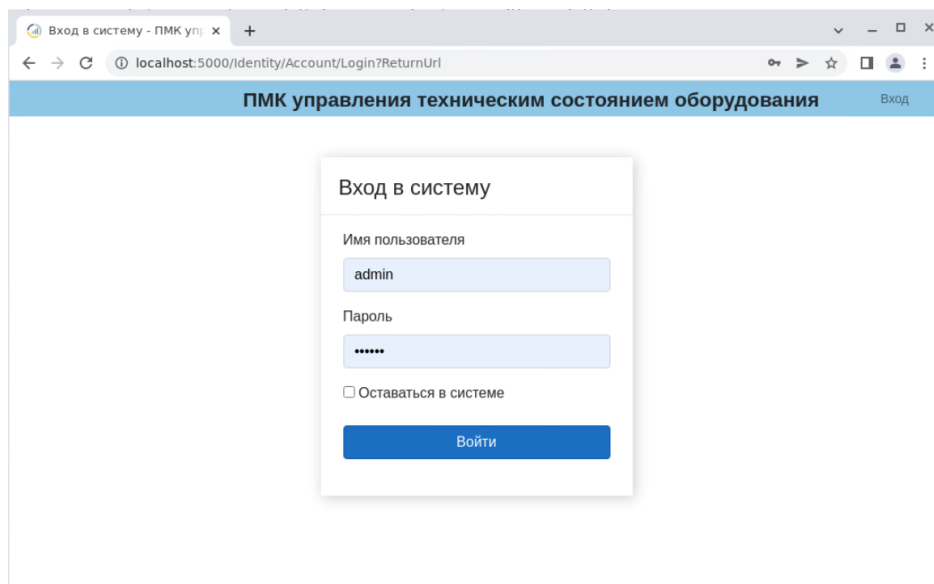 Вход в систему - ПМК упр
localhost:5000/Identity/Account/Login?ReturnUrl
ПМК управления техническим состоянием оборудования
Вход
Вход в систему
Имя пользователя
admin
Пароль
••••••
Оставаться в системе
Войти